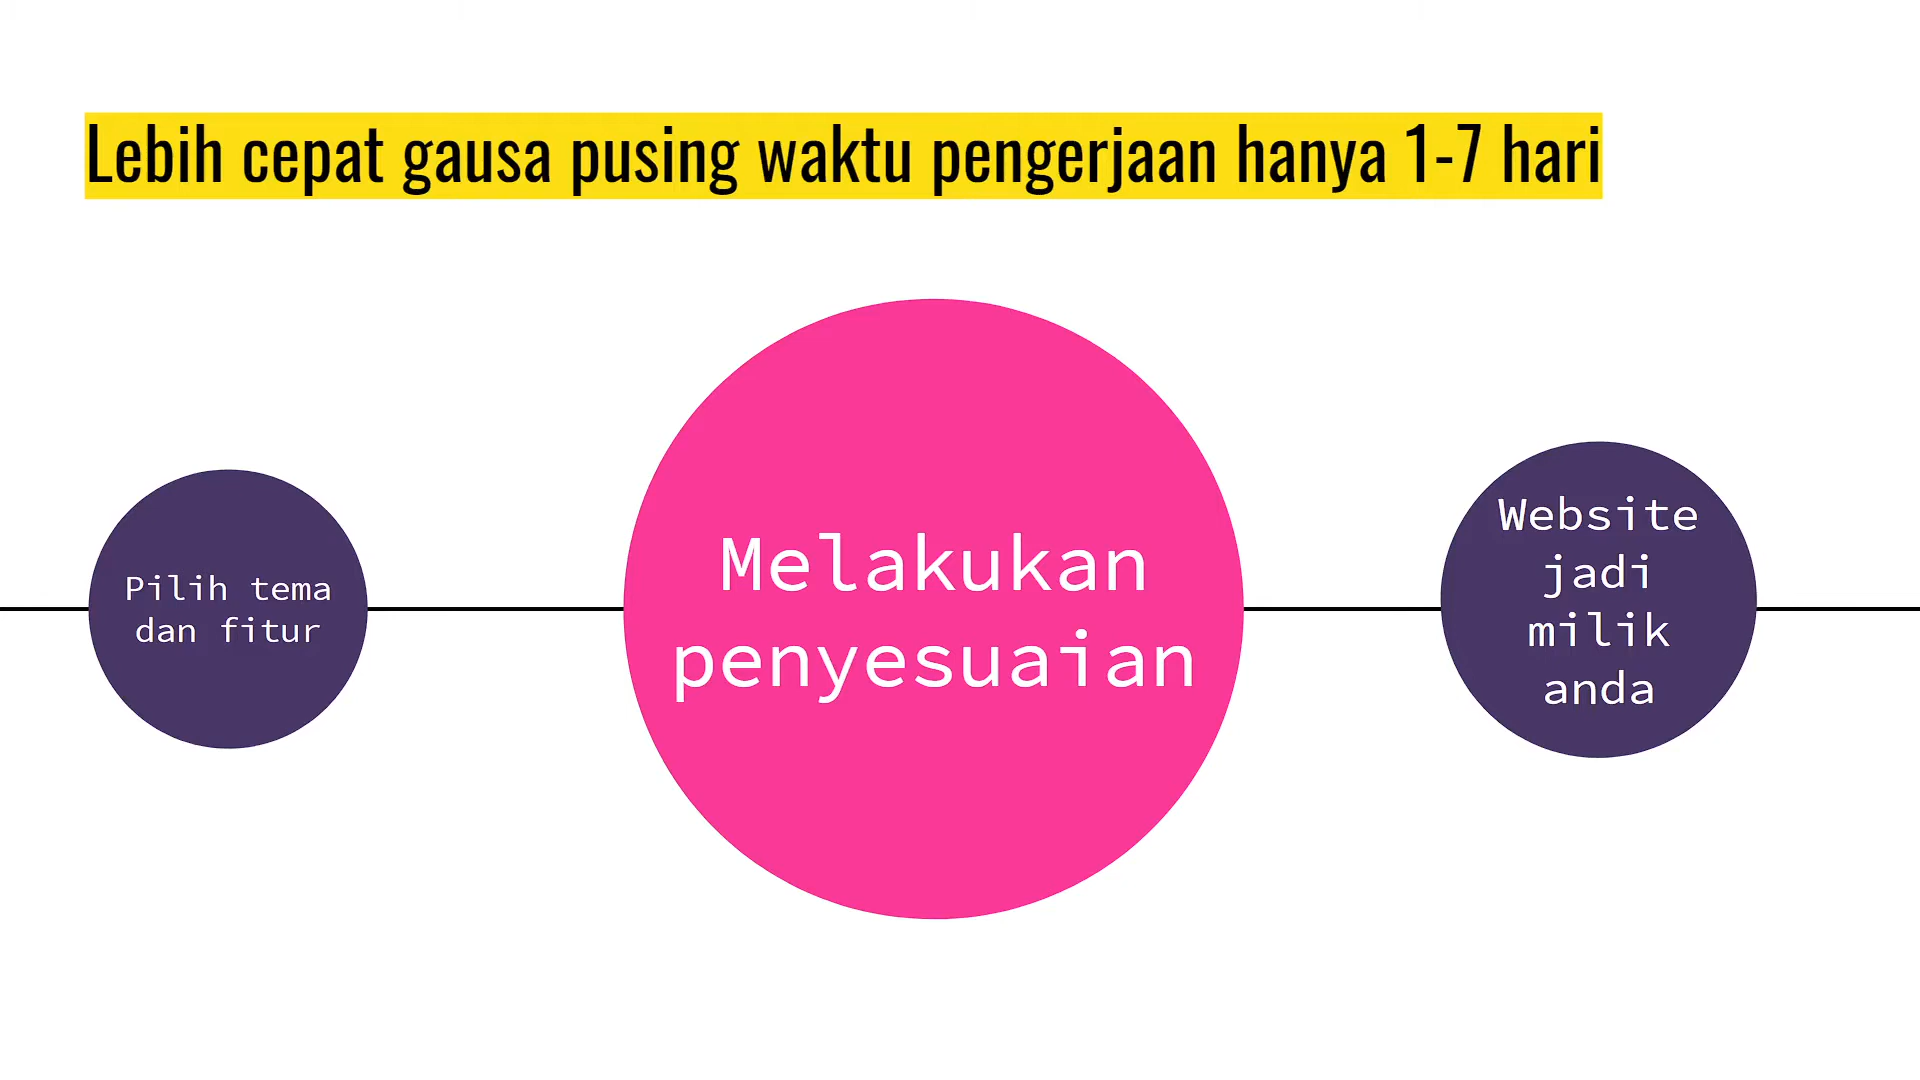 Lebih cepat gausa pusing waktu pengerjaan hanya 1-7 hari
Pilih tema
dan fitur
Melakukan
penyesuaian
Website
jadi
milik
anda